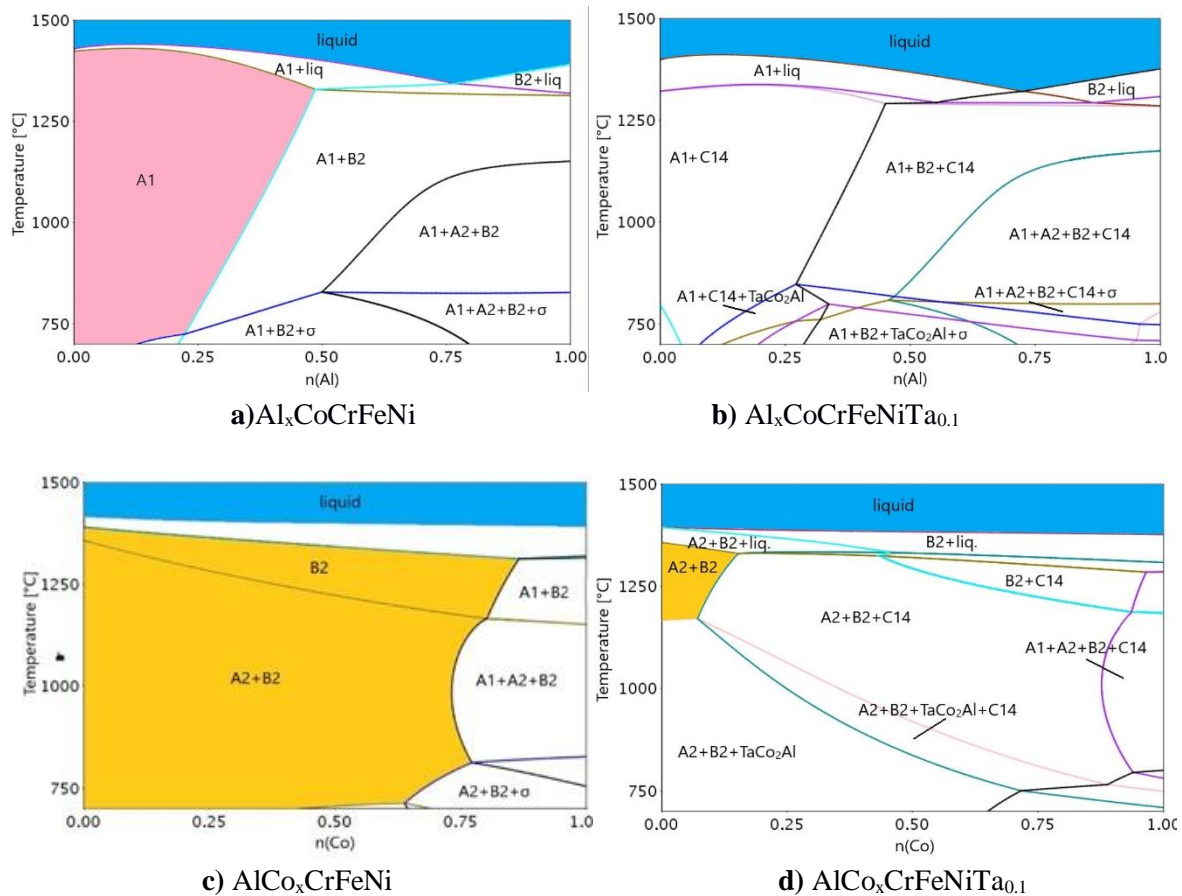 1500
1250
1000
750
Temperature [°C]
liquid
A1+liq
B2+liq
A1
A1+B2
A1+A2+B2
A1+A2+B2+σ
A1+B2+σ
0.00 0.25 0.50 0.75 1.00
n(Al)
a)AlₓCoCrFeNi
1500
1250
1000
750
Temperature [°C]
liquid
A1+liq
B2+liq
A1+C14
A1+B2+C14
A1+A2+B2+C14
A1+C14+TaCo₂Al
A1+A2+B2+C14+σ
A1+B2+TaCo₂Al+σ
0.00 0.25 0.50 0.75 1.0
n(Al)
b) AlₓCoCrFeNiTa₀.₁
1500
1250
1000
750
Temperature [°C]
liquid
B2
A1+B2
A2+B2
A1+A2+B2
A2+B2+σ
0.00 0.25 0.50 0.75 1.0
n(Co)
c) AlCoₓCrFeNi
1500
1250
1000
750
Temperature [°C]
liquid
A2+B2+liq.
B2+liq.
A2+B2
B2+C14
A2+B2+C14
A1+A2+B2+C14
A2+B2+TaCo₂Al+C14
A2+B2+TaCo₂Al
0.00 0.25 0.50 0.75 1.00
n(Co)
d) AlCoₓCrFeNiTa₀.₁